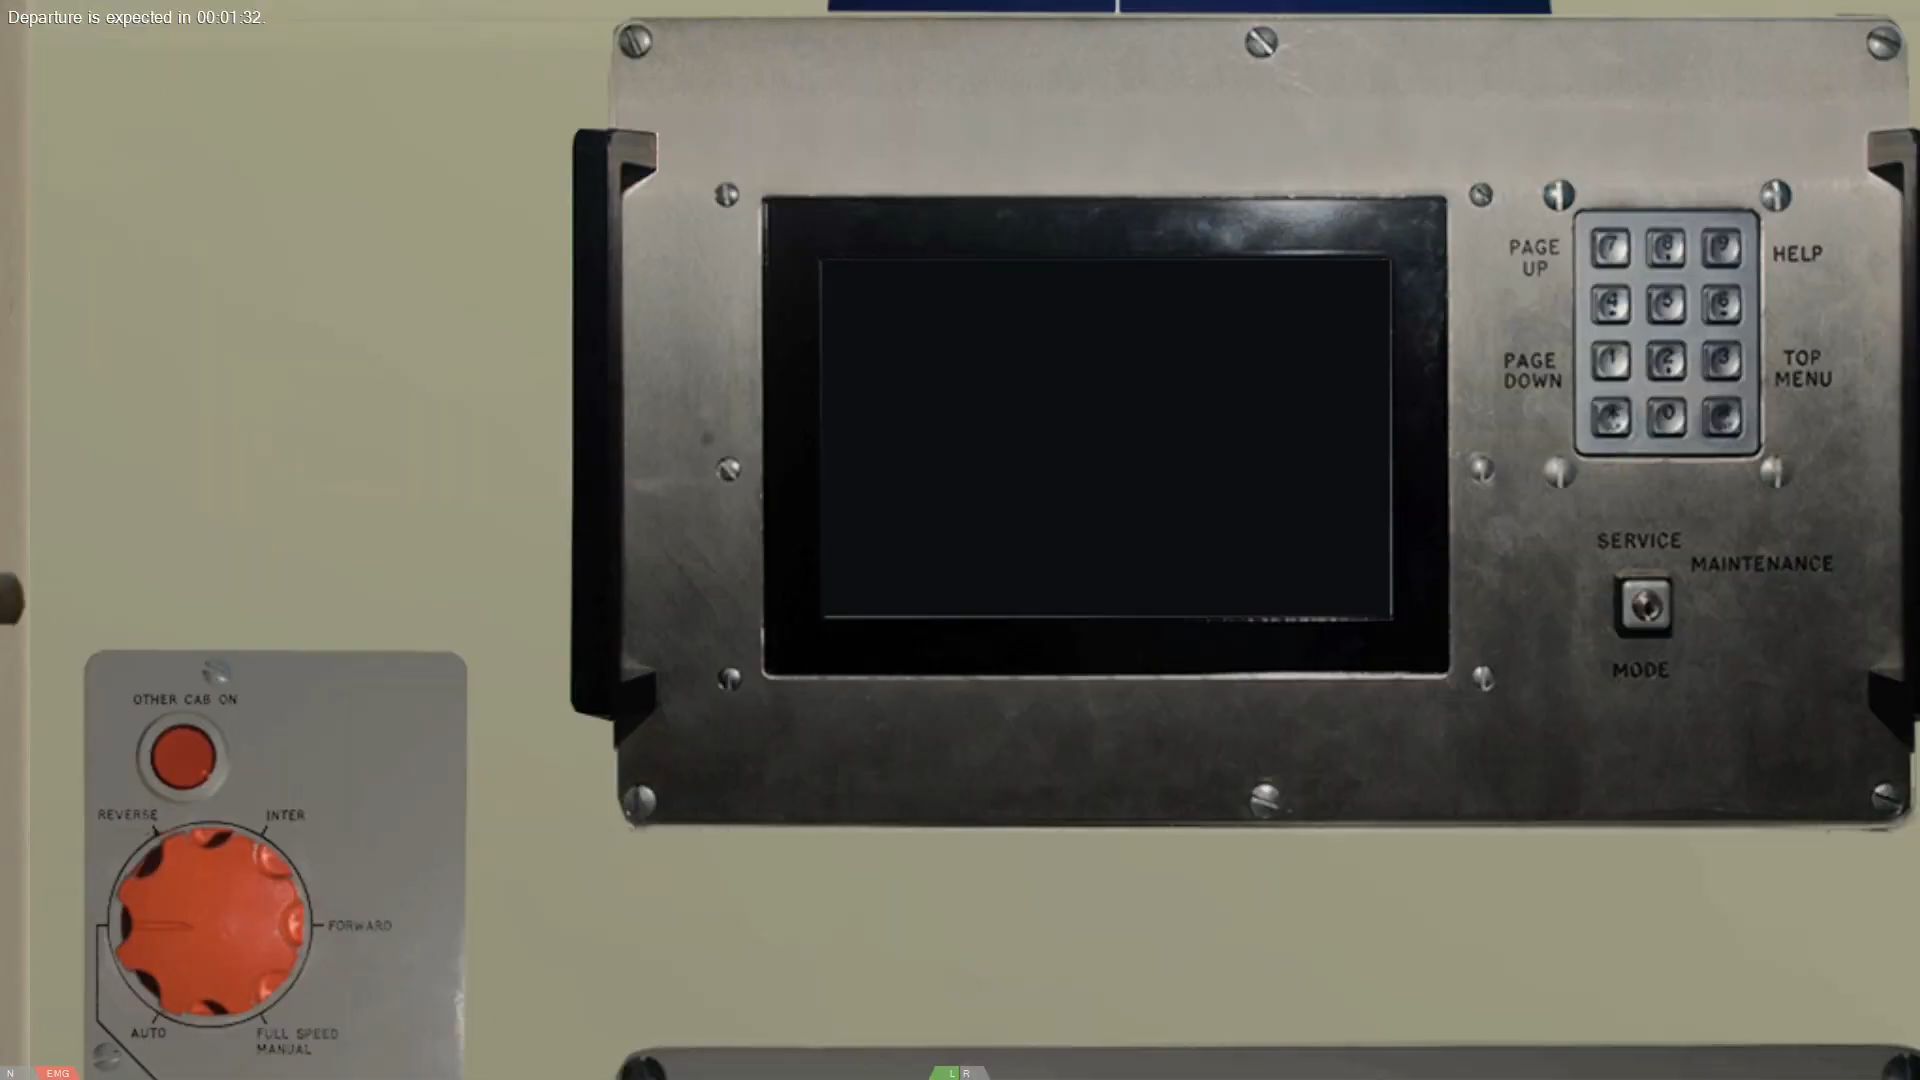 Departure is expected in 00:01:32.
PAGE UP
7 8 9
HELP
4 5 6
PAGE DOWN
1 2 3
TOP MENU
* 0 #
SERVICE
MAINTENANCE
MODE
OTHER CAB ON
REVERSE
INTER
FORWARD
AUTO
FULL SPEED
MANUAL
N EMG
L R